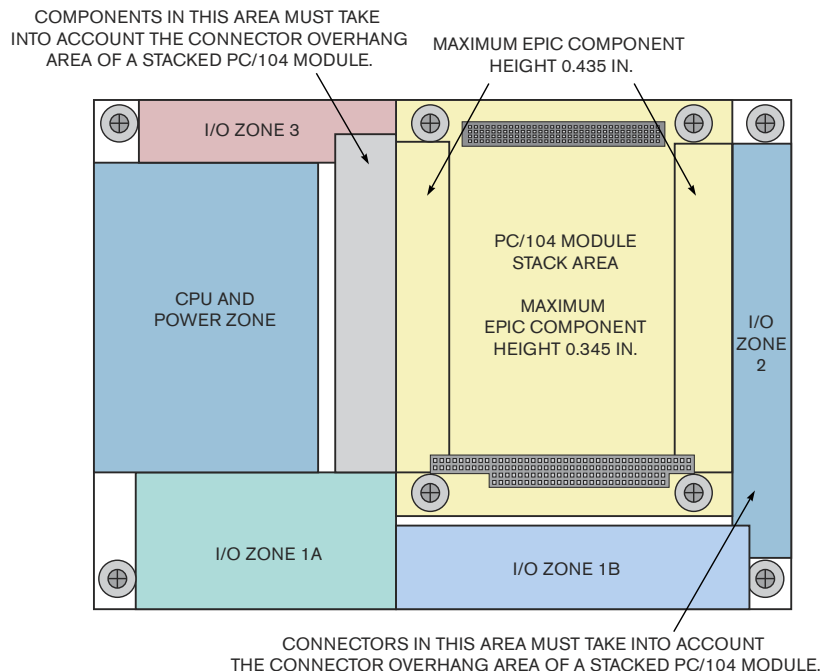 COMPONENTS IN THIS AREA MUST TAKE
INTO ACCOUNT THE CONNECTOR OVERHANG
AREA OF A STACKED PC/104 MODULE.
MAXIMUM EPIC COMPONENT
HEIGHT 0.435 IN.
I/O ZONE 3
CPU AND
POWER ZONE
PC/104 MODULE
STACK AREA
MAXIMUM
EPIC COMPONENT
HEIGHT 0.345 IN.
I/O
ZONE
2
I/O ZONE 1A
I/O ZONE 1B
CONNECTORS IN THIS AREA MUST TAKE INTO ACCOUNT
THE CONNECTOR OVERHANG AREA OF A STACKED PC/104 MODULE.